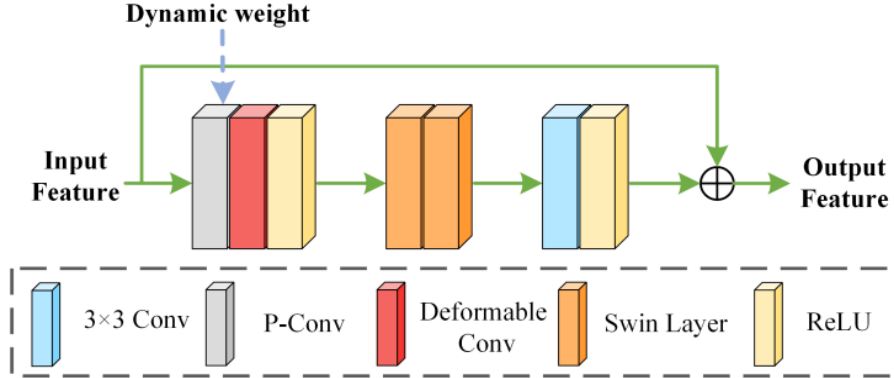 Dynamic weight
Input
Feature
Output
Feature
3×3 Conv
P-Conv
Deformable
Conv
Swin Layer
ReLU